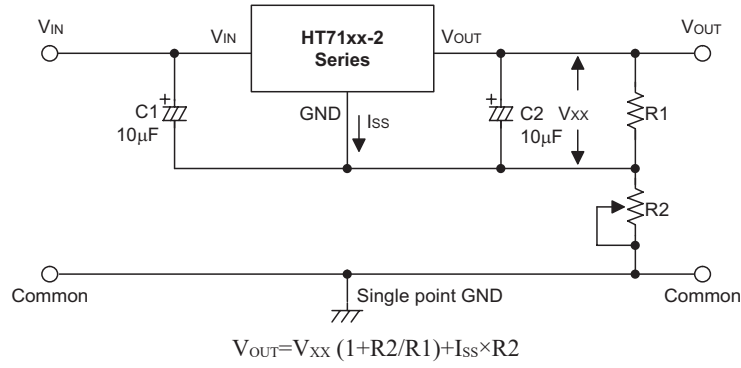 VIN
VIN
HT71xx-2
Series
VOUT
VOUT
GND
ISS
C1
10μF
C2
10μF
VXX
R1
R2
Common
Single point GND
Common
VOUT=VXX (1+R2/R1)+ISS×R2